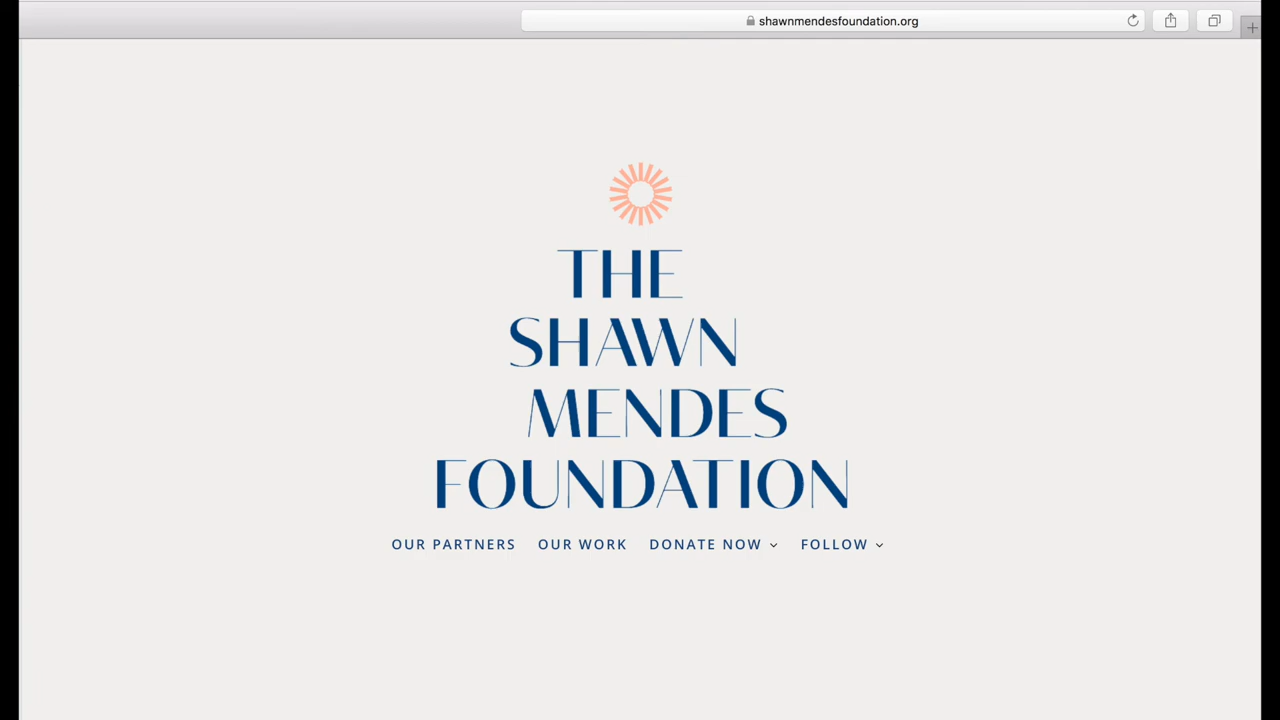 shawnmendesfoundation.org
THE
SHAWN
MENDES
FOUNDATION
OUR PARTNERS OUR WORK DONATE NOW FOLLOW